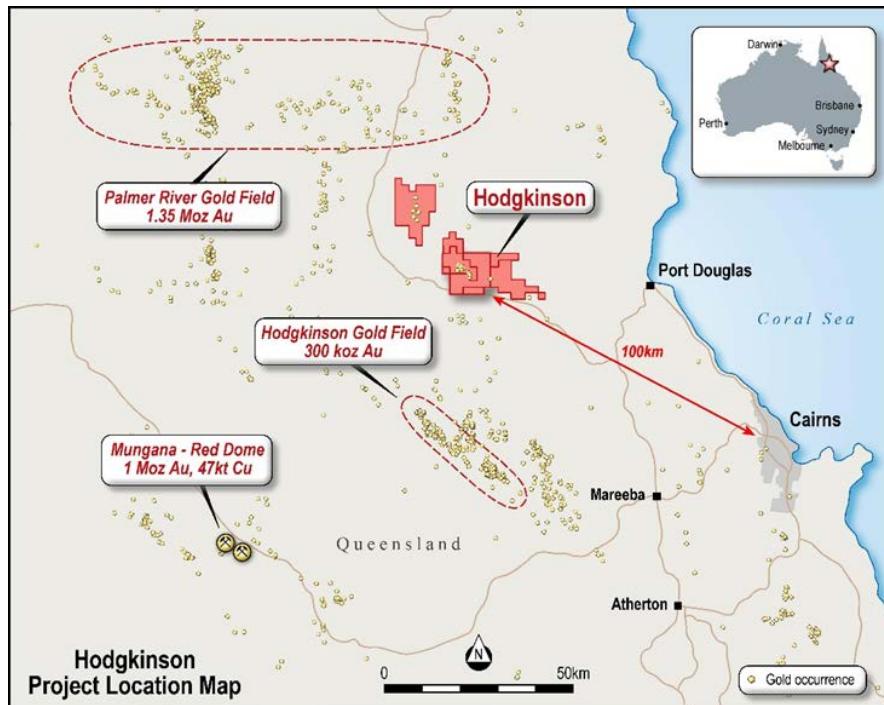 Darwin
Brisbane
Perth
Sydney
Melbourne
Palmer River Gold Field
1.35 Moz Au
Hodgkinson
Port Douglas
Coral Sea
Hodgkinson Gold Field
300 koz Au
100km
Cairns
Mungana - Red Dome
1 Moz Au, 47kt Cu
Mareeba
Queensland
Atherton
N
Hodgkinson
Project Location Map
0
50km
Gold occurrence